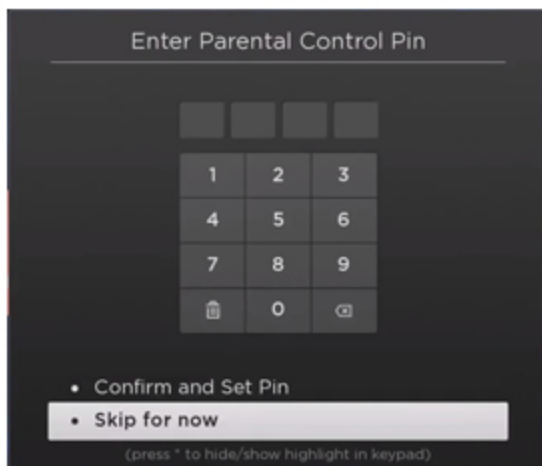 Enter Parental Control Pin
1 2 3
4 5 6
7 8 9
0
• Confirm and Set Pin
• Skip for now
(press * to hide/show highlight in keypad)